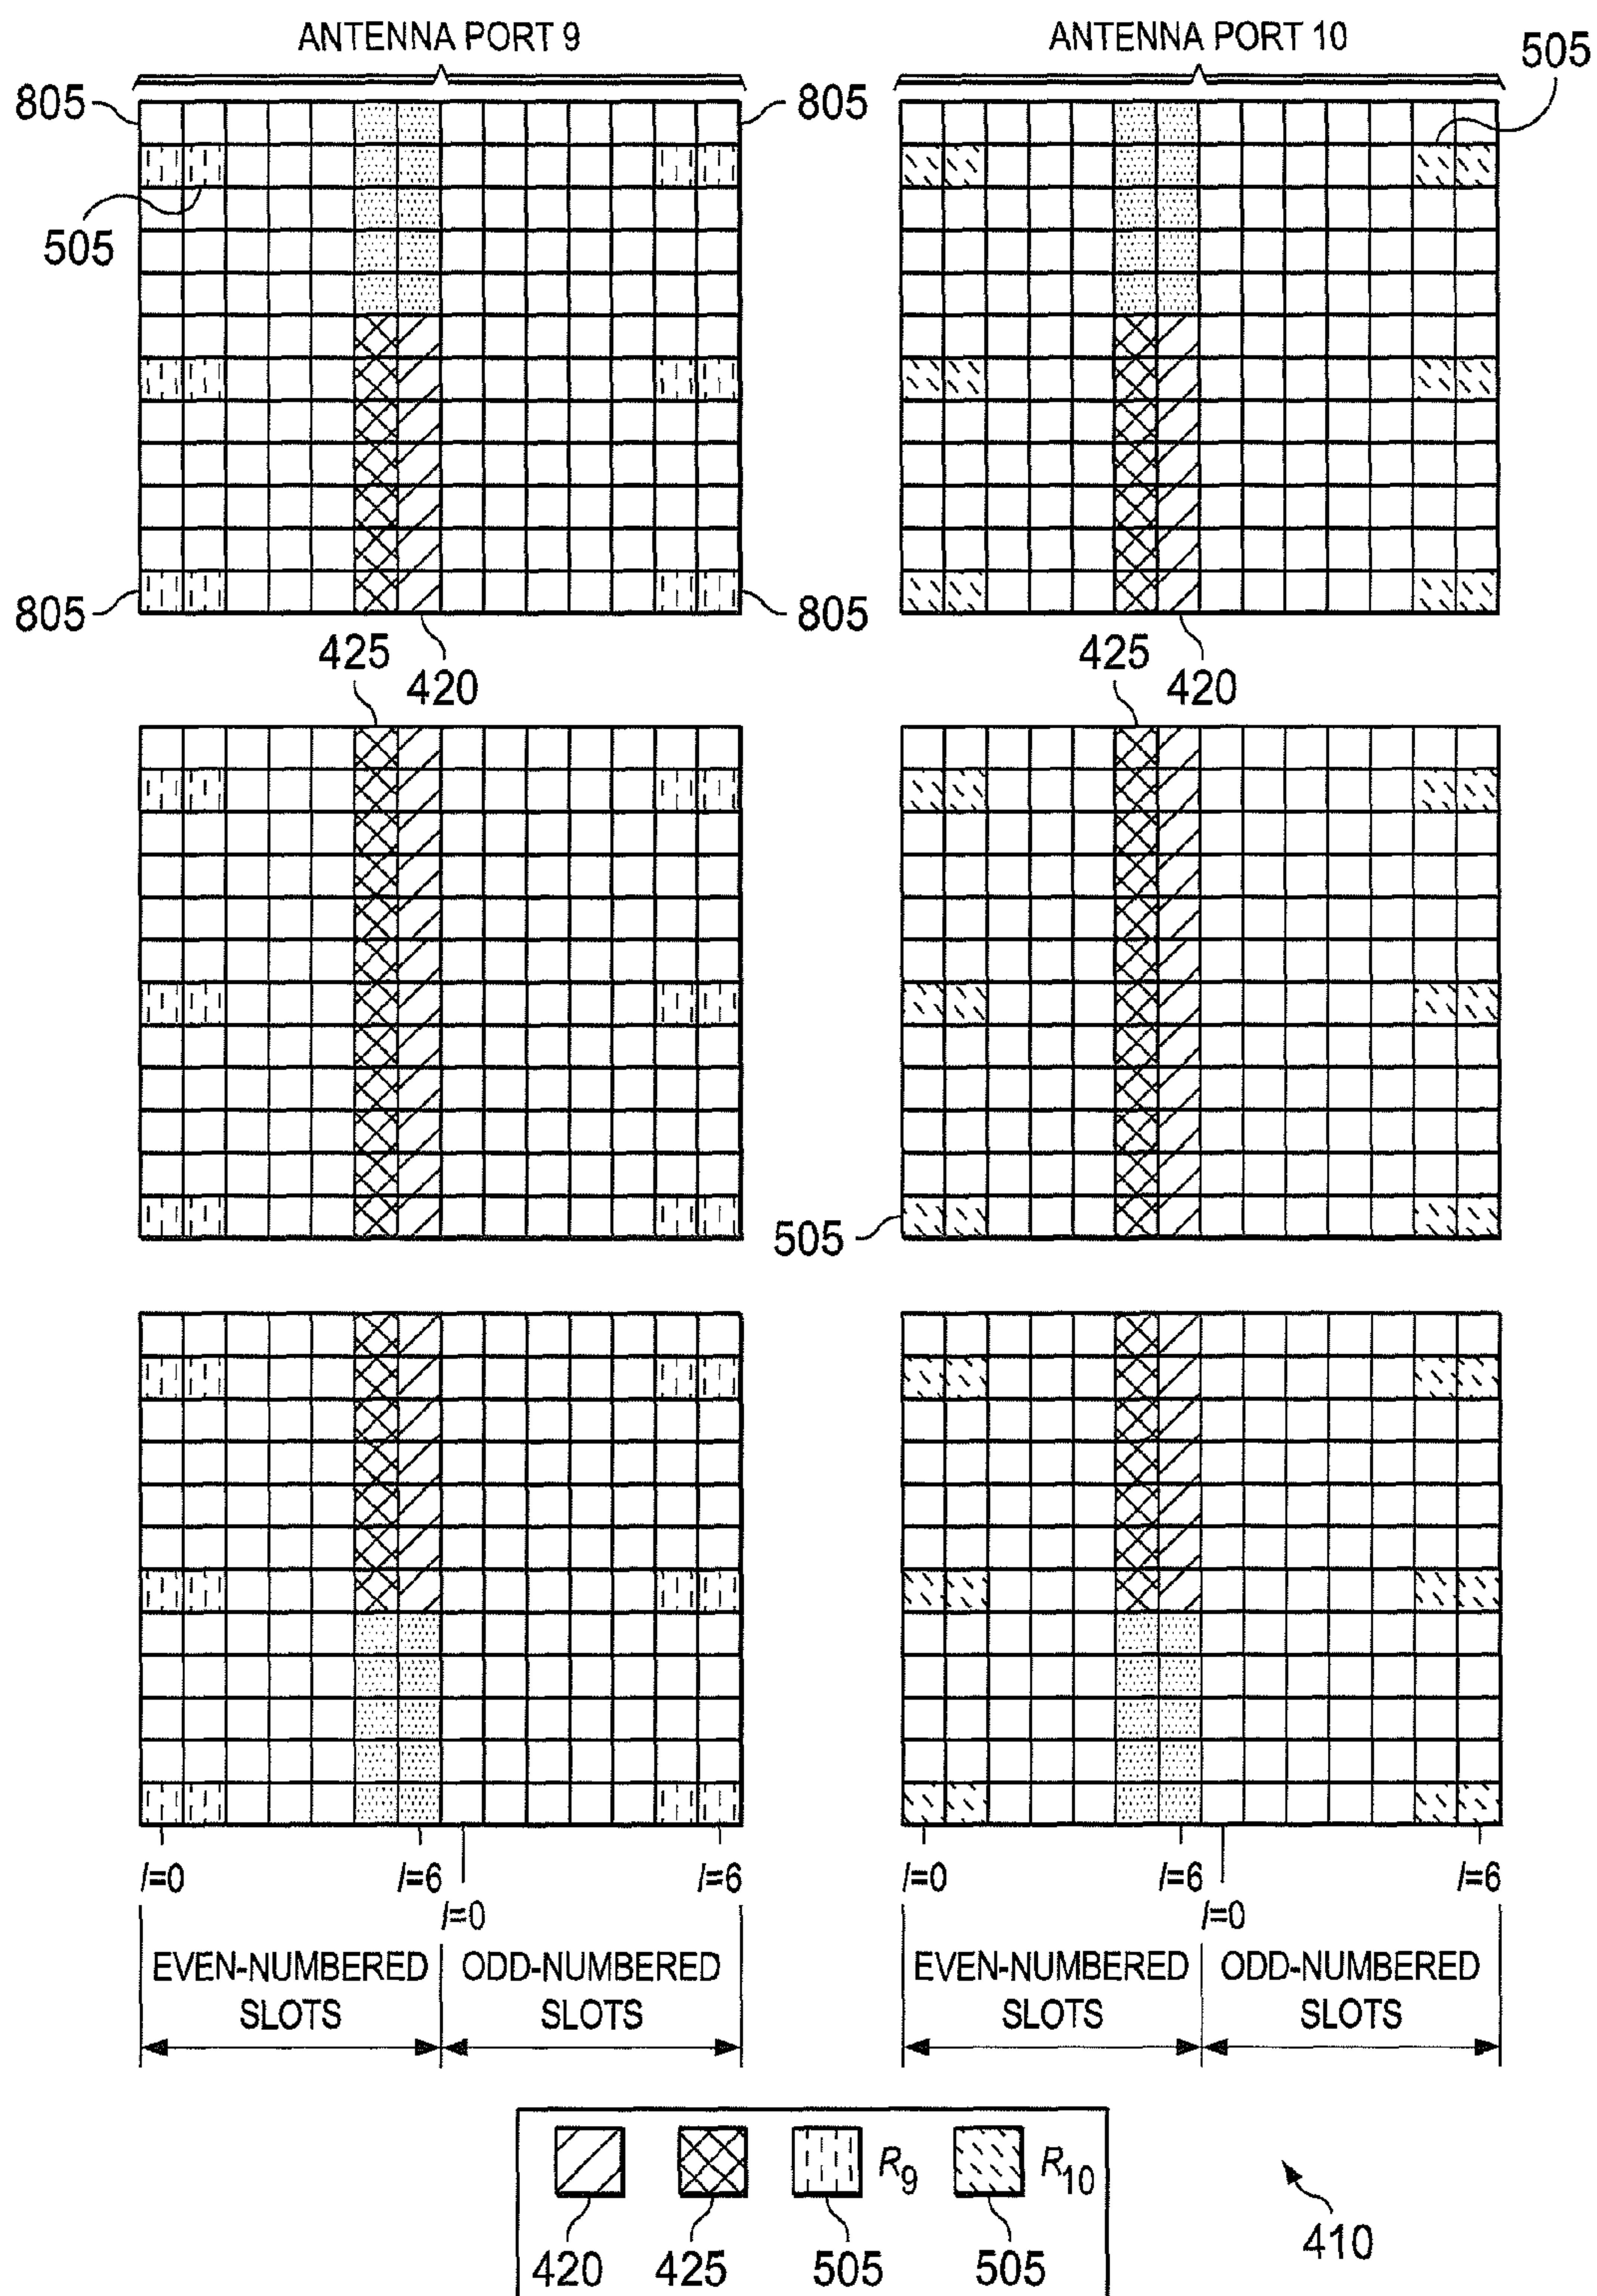 ANTENNA PORT 9
ANTENNA PORT 10
505
805
805
805
505
805
805
425
420
425
420
505
l=0
l=6
l=0
l=6
l=0
l=6
l=0
l=6
EVEN-NUMBERED
SLOTS
ODD-NUMBERED
SLOTS
EVEN-NUMBERED
SLOTS
ODD-NUMBERED
SLOTS
R9
R10
420
425
505
505
410